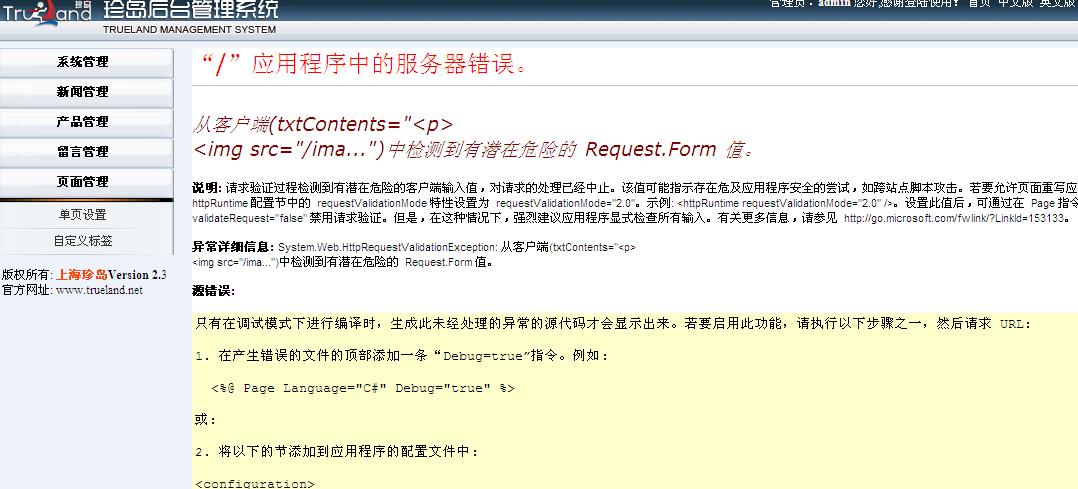 Trueland 珍岛 珍岛后台管理系统
TRUELAND MANAGEMENT SYSTEM
管理员: admin 您好,感谢登陆使用! 首页 中文版 英文版
系统管理
新闻管理
产品管理
留言管理
页面管理
单页设置
自定义标签
版权所有: 上海珍岛Version 2.3
官方网址: www.trueland.net
“/”应用程序中的服务器错误。
从客户端(txtContents="<p>
<img src="/ima...")中检测到有潜在危险的 Request.Form 值。
说明: 请求验证过程检测到有潜在危险的客户端输入值，对请求的处理已经中止。该值可能指示存在危及应用程序安全的尝试，如跨站点脚本攻击。若要允许页面重写应
httpRuntime 配置节中的 requestValidationMode 特性设置为 requestValidationMode="2.0"。示例: <httpRuntime requestValidationMode="2.0" />。设置此值后，可通过在 Page 指令
validateRequest="false" 禁用请求验证。但是，在这种情况下，强烈建议应用程序显式检查所有输入。有关更多信息，请参见 http://go.microsoft.com/fwlink/?LinkId=153133。
异常详细信息: System.Web.HttpRequestValidationException: 从客户端(txtContents="<p>
<img src="/ima...")中检测到有潜在危险的 Request.Form 值。
源错误:
只有在调试模式下进行编译时，生成此未经处理的异常的源代码才会显示出来。若要启用此功能，请执行以下步骤之一，然后请求 URL:
1. 在产生错误的文件的顶部添加一条“Debug=true”指令。例如:
<%@ Page Language="C#" Debug="true" %>
或:
2. 将以下的节添加到应用程序的配置文件中:
<configuration>